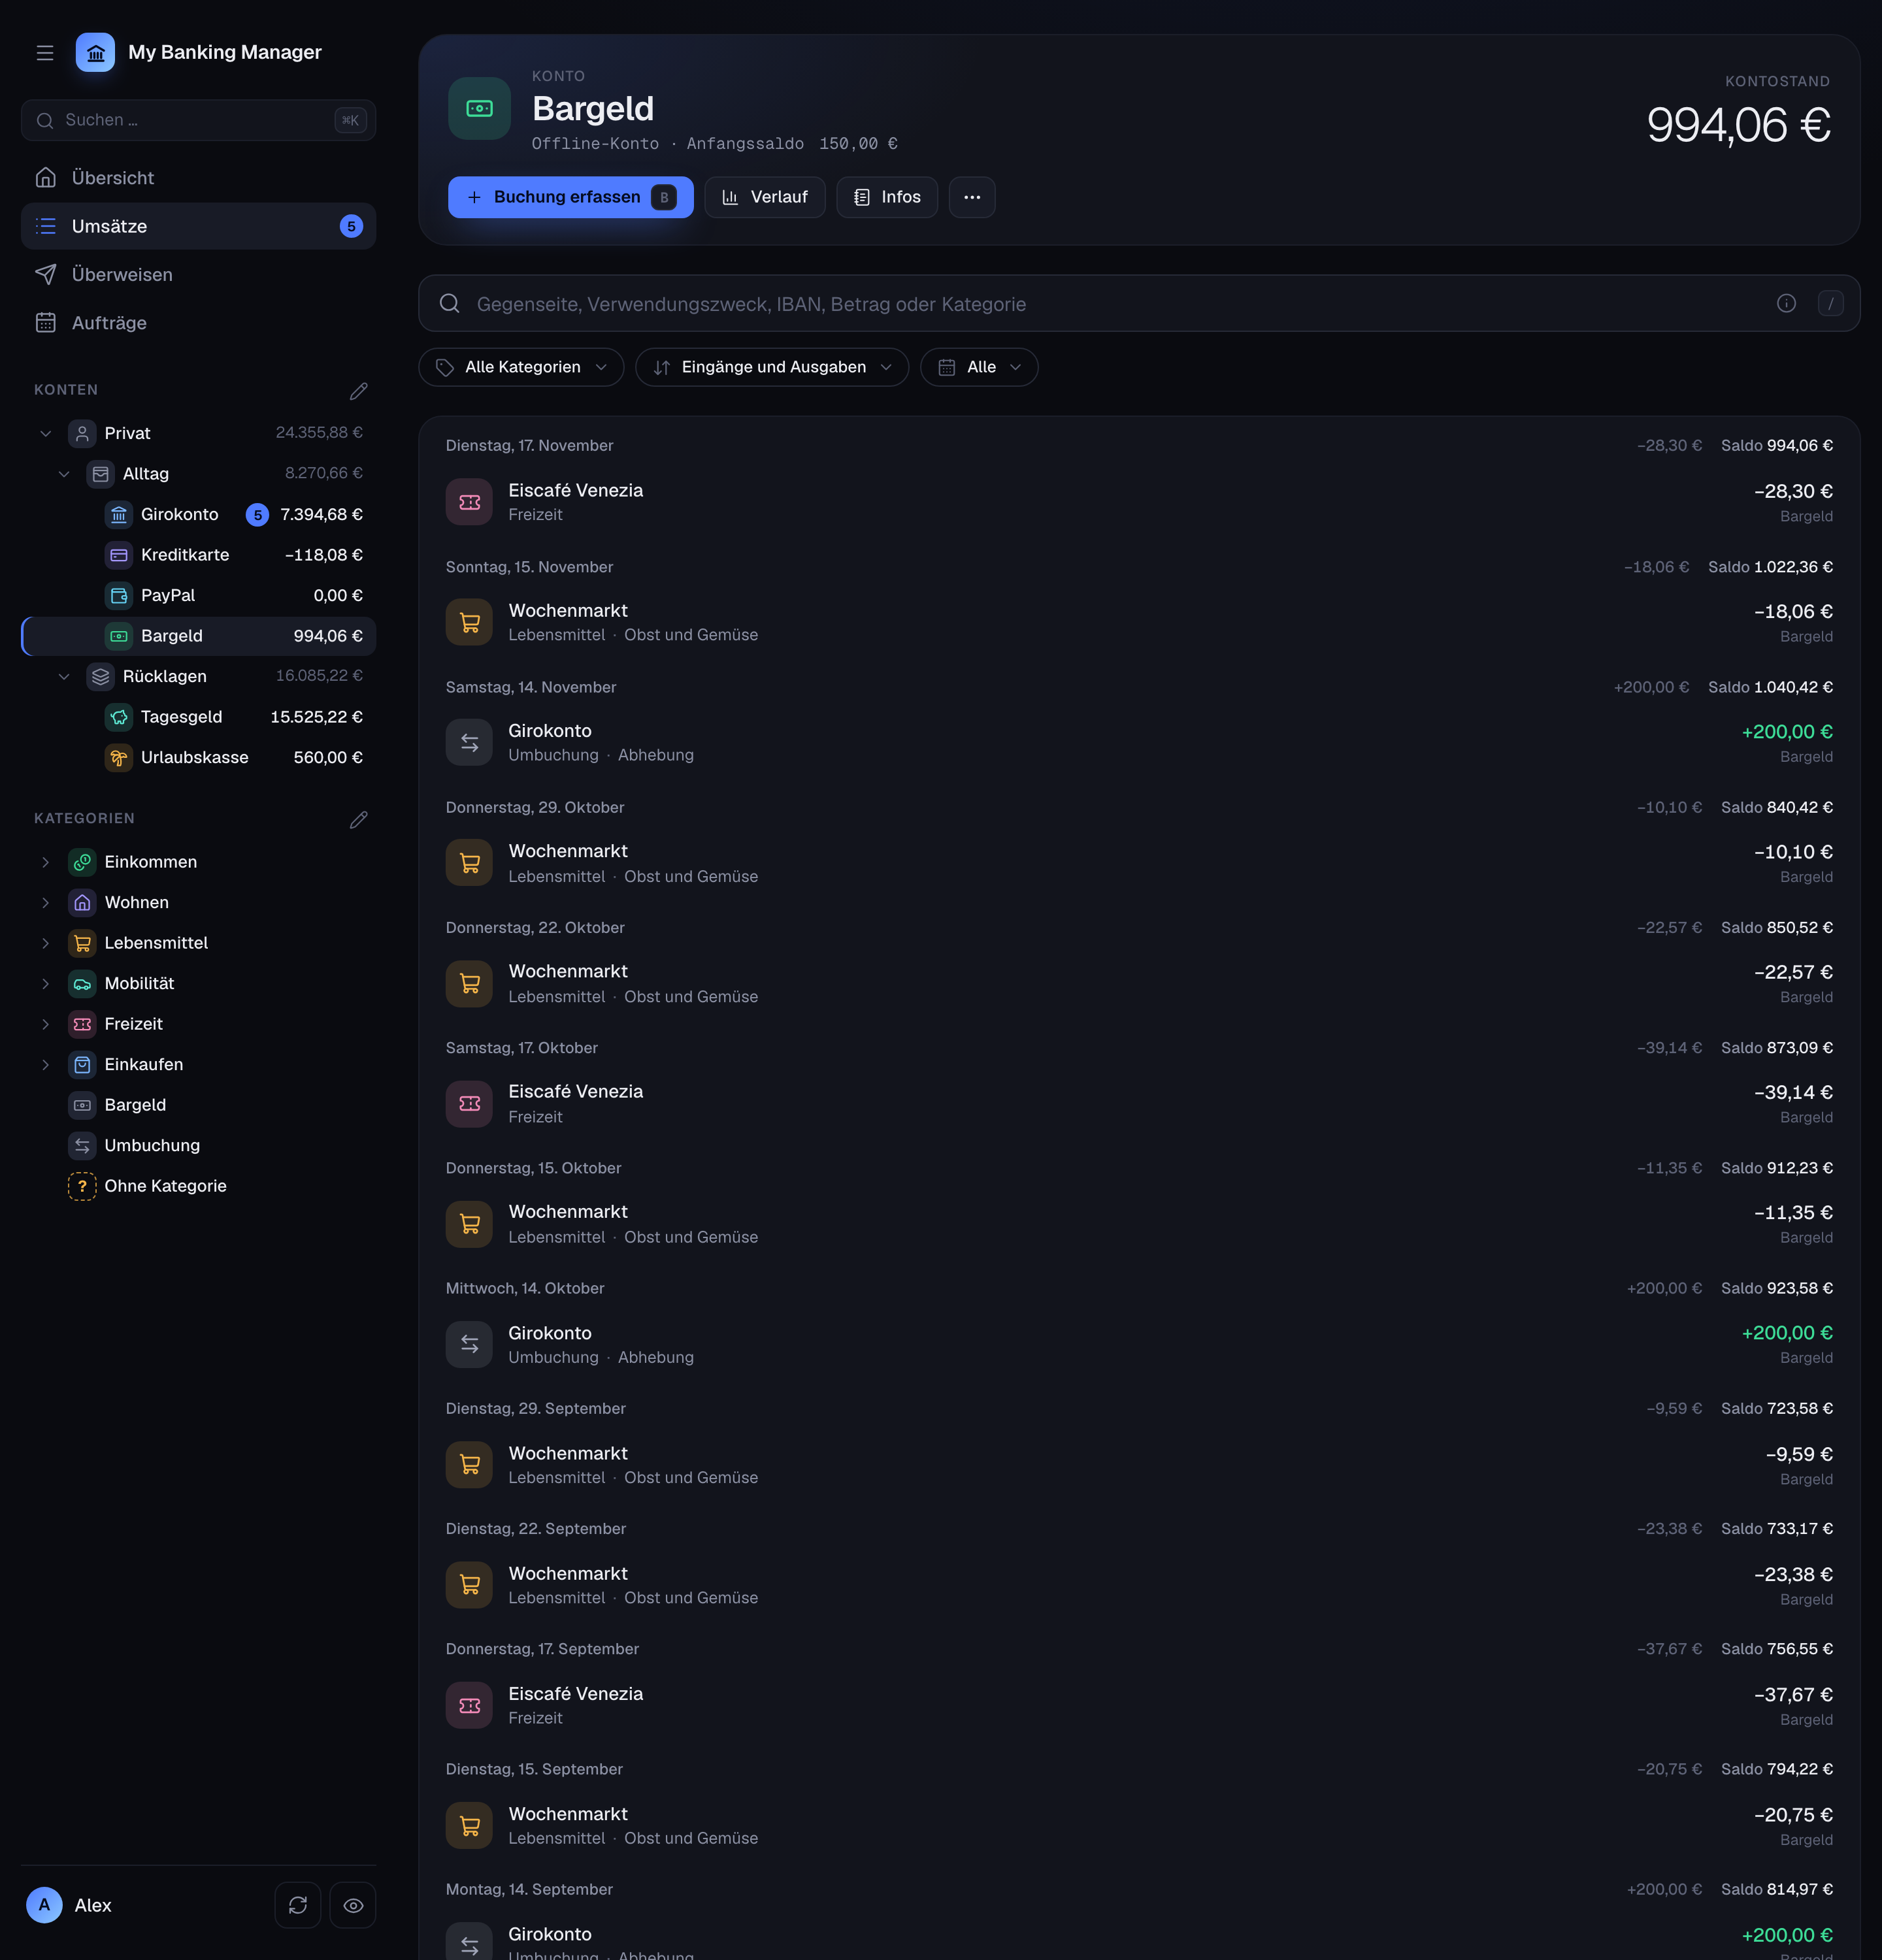 My Banking Manager
Suchen …
⌘K
Übersicht
Umsätze
5
Überweisen
Aufträge
KONTEN
Privat
24.355,88 €
Alltag
8.270,66 €
Girokonto
5
7.394,68 €
Kreditkarte
−118,08 €
PayPal
0,00 €
Bargeld
994,06 €
Rücklagen
16.085,22 €
Tagesgeld
15.525,22 €
Urlaubskasse
560,00 €
KATEGORIEN
Einkommen
Wohnen
Lebensmittel
Mobilität
Freizeit
Einkaufen
Bargeld
Umbuchung
? Ohne Kategorie
A
Alex
KONTO
Bargeld
Offline-Konto · Anfangssaldo 150,00 €
KONTOSTAND
994,06 €
Buchung erfassen
B
Verlauf
Infos
Gegenseite, Verwendungszweck, IBAN, Betrag oder Kategorie
/
Alle Kategorien
Eingänge und Ausgaben
Alle
Dienstag, 17. November
−28,30 € Saldo 994,06 €
Eiscafé Venezia
−28,30 €
Freizeit
Bargeld
Sonntag, 15. November
−18,06 € Saldo 1.022,36 €
Wochenmarkt
−18,06 €
Lebensmittel · Obst und Gemüse
Bargeld
Samstag, 14. November
+200,00 € Saldo 1.040,42 €
Girokonto
+200,00 €
Umbuchung · Abhebung
Bargeld
Donnerstag, 29. Oktober
−10,10 € Saldo 840,42 €
Wochenmarkt
−10,10 €
Lebensmittel · Obst und Gemüse
Bargeld
Donnerstag, 22. Oktober
−22,57 € Saldo 850,52 €
Wochenmarkt
−22,57 €
Lebensmittel · Obst und Gemüse
Bargeld
Samstag, 17. Oktober
−39,14 € Saldo 873,09 €
Eiscafé Venezia
−39,14 €
Freizeit
Bargeld
Donnerstag, 15. Oktober
−11,35 € Saldo 912,23 €
Wochenmarkt
−11,35 €
Lebensmittel · Obst und Gemüse
Bargeld
Mittwoch, 14. Oktober
+200,00 € Saldo 923,58 €
Girokonto
+200,00 €
Umbuchung · Abhebung
Bargeld
Dienstag, 29. September
−9,59 € Saldo 723,58 €
Wochenmarkt
−9,59 €
Lebensmittel · Obst und Gemüse
Bargeld
Dienstag, 22. September
−23,38 € Saldo 733,17 €
Wochenmarkt
−23,38 €
Lebensmittel · Obst und Gemüse
Bargeld
Donnerstag, 17. September
−37,67 € Saldo 756,55 €
Eiscafé Venezia
−37,67 €
Freizeit
Bargeld
Dienstag, 15. September
−20,75 € Saldo 794,22 €
Wochenmarkt
−20,75 €
Lebensmittel · Obst und Gemüse
Bargeld
Montag, 14. September
+200,00 € Saldo 814,97 €
Girokonto
+200,00 €
Umbuchung · Abhebung
Bargeld